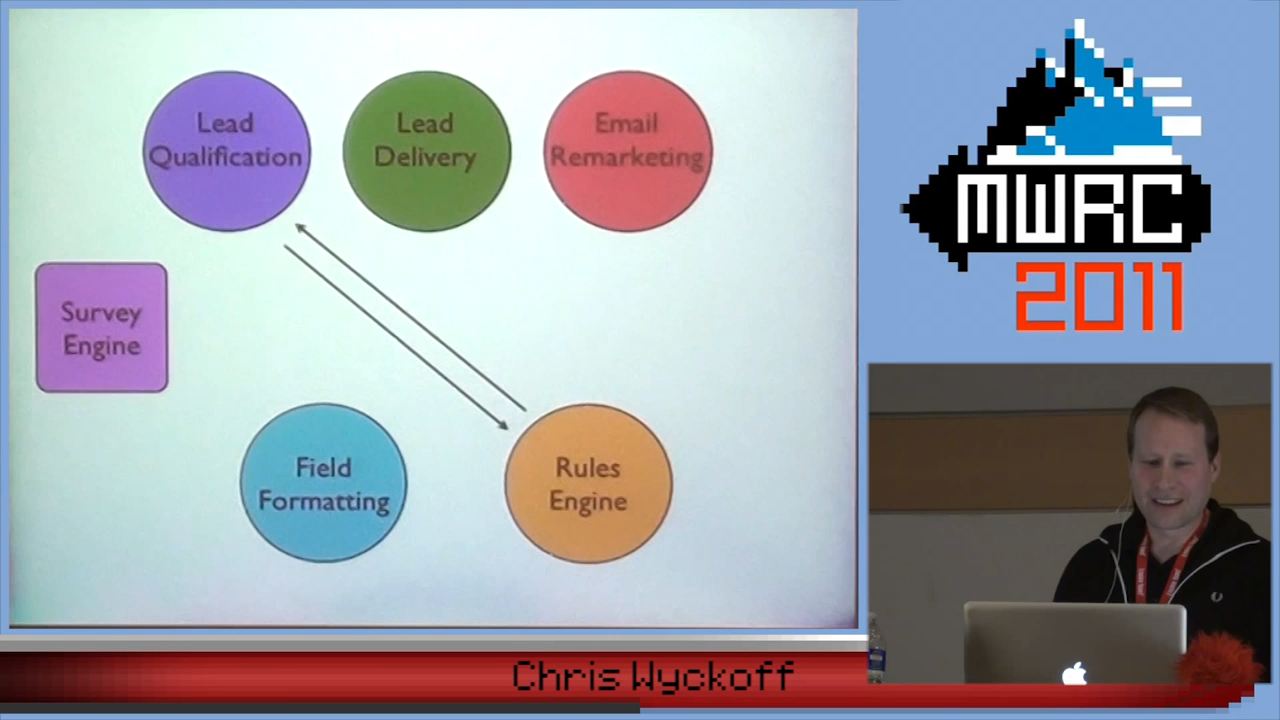 Lead
Qualification
Lead
Delivery
Email
Remarketing
Survey
Engine
Field
Formatting
Rules
Engine
MWRC
2011
Chris Wyckoff